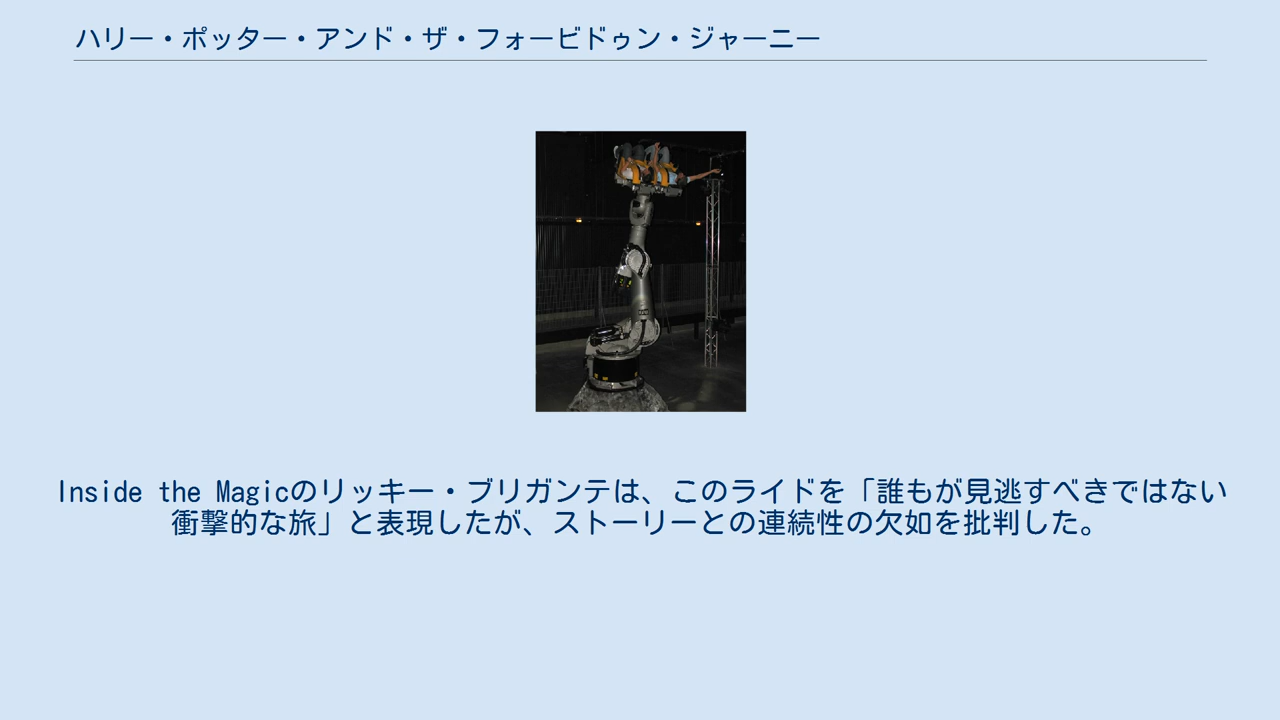 ハリー・ポッター・アンド・ザ・フォービドゥン・ジャーニー
Inside the Magicのリッキー・ブリガンテは、このライドを「誰もが見逃すべきではない
衝撃的な旅」と表現したが、ストーリーとの連続性の欠如を批判した。